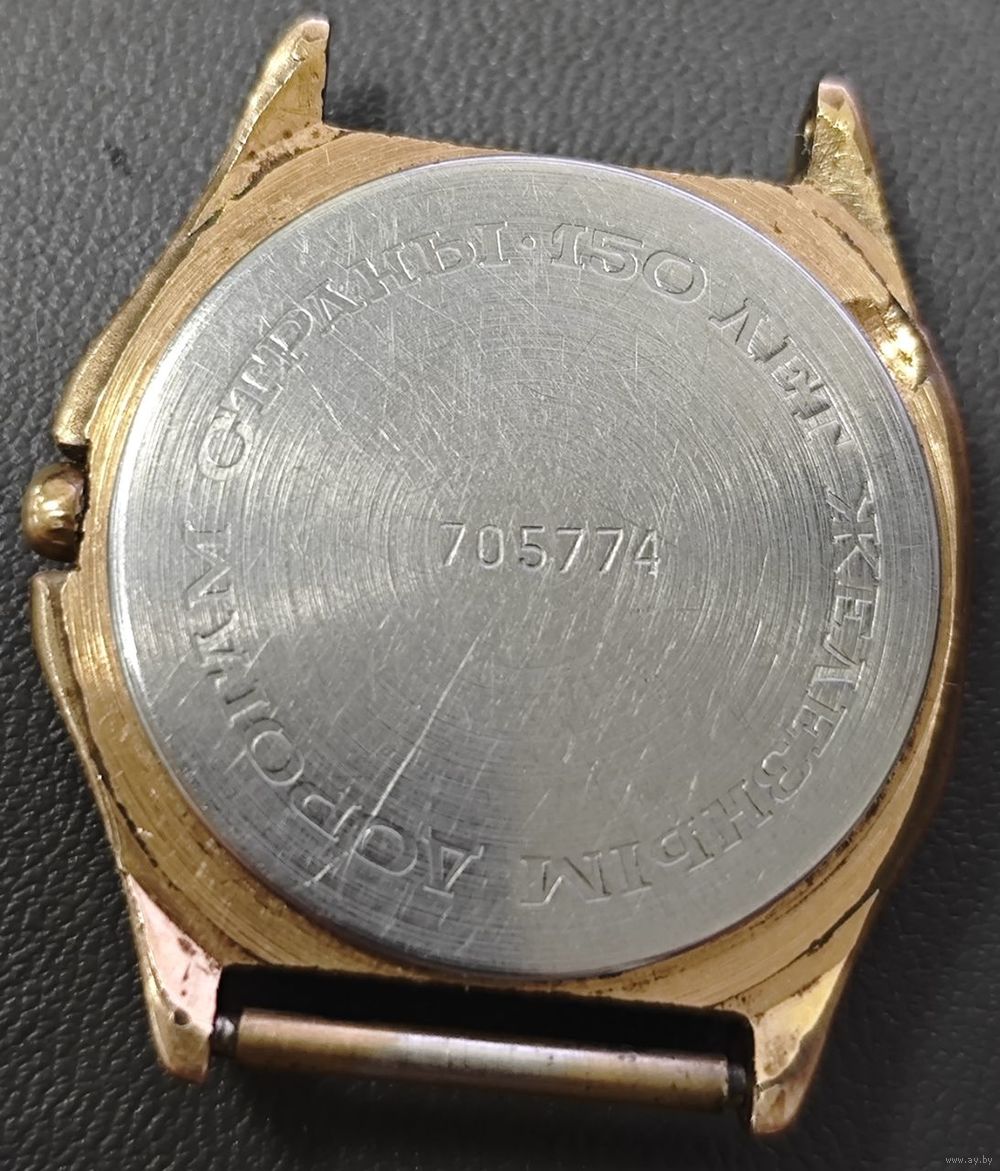 150 ЛЕТ ЖЕЛЕЗНЫМ ДОРОГАМ СТРАНЫ •
705774
www.ay.by